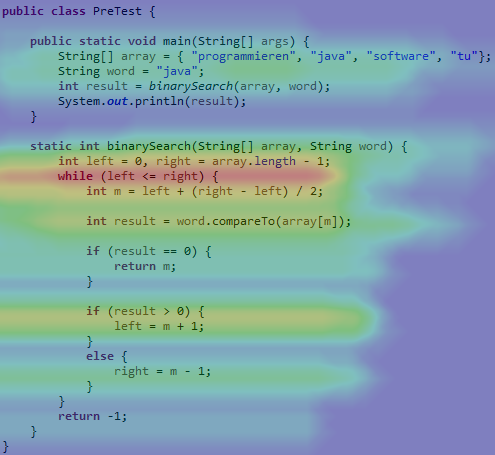 public class PreTest {
public static void main(String[] args) {
String[] array = { "programmieren", "java", "software", "tu"};
String word = "java";
int result = binarySearch(array, word);
System.out.println(result);
}
static int binarySearch(String[] array, String word) {
int left = 0, right = array.length - 1;
while (left <= right) {
int m = left + (right - left) / 2;
int result = word.compareTo(array[m]);
if (result == 0) {
return m;
}
if (result > 0) {
left = m + 1;
}
else {
right = m - 1;
}
}
return -1;
}
}